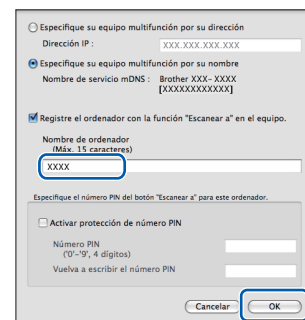 Especifique su equipo multifunción por su dirección
Dirección IP :
XXX.XXX.XXX.XXX
Especifique su equipo multifunción por su nombre
Nombre de servicio mDNS : Brother XXX- XXXX
[XXXXXXXXXXXX]
Registre el ordenador con la función "Escanear a" en el equipo.
Nombre de ordenador
(Máx. 15 caracteres)
XXXX
Especifique el número PIN del botón "Escanear a" para este ordenador.
Activar protección de número PIN
Número PIN
('0'-'9', 4 dígitos)
Vuelva a escribir el número PIN
Cancelar
OK